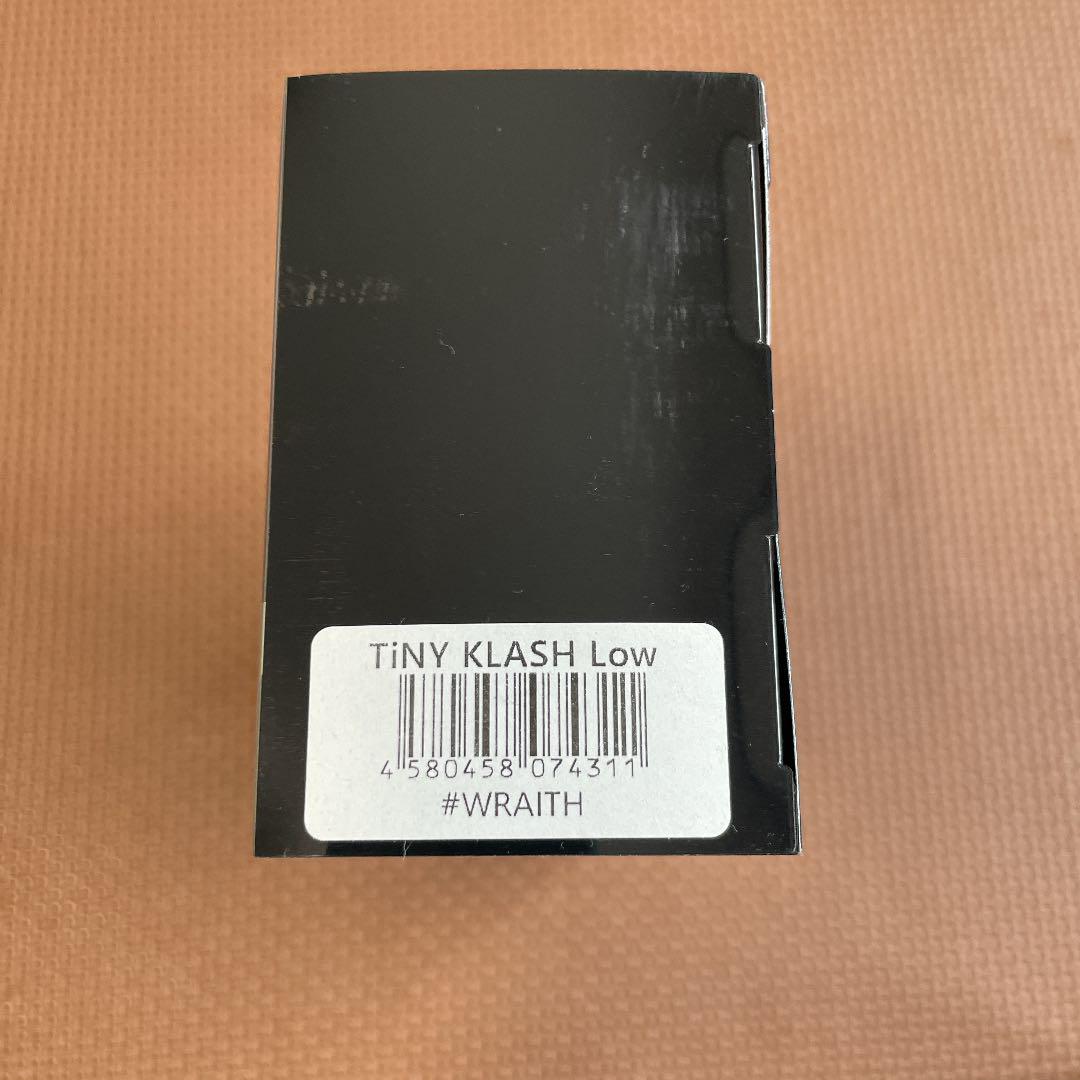 TiNY KLASH Low
4 580458 074311
#WRAITH